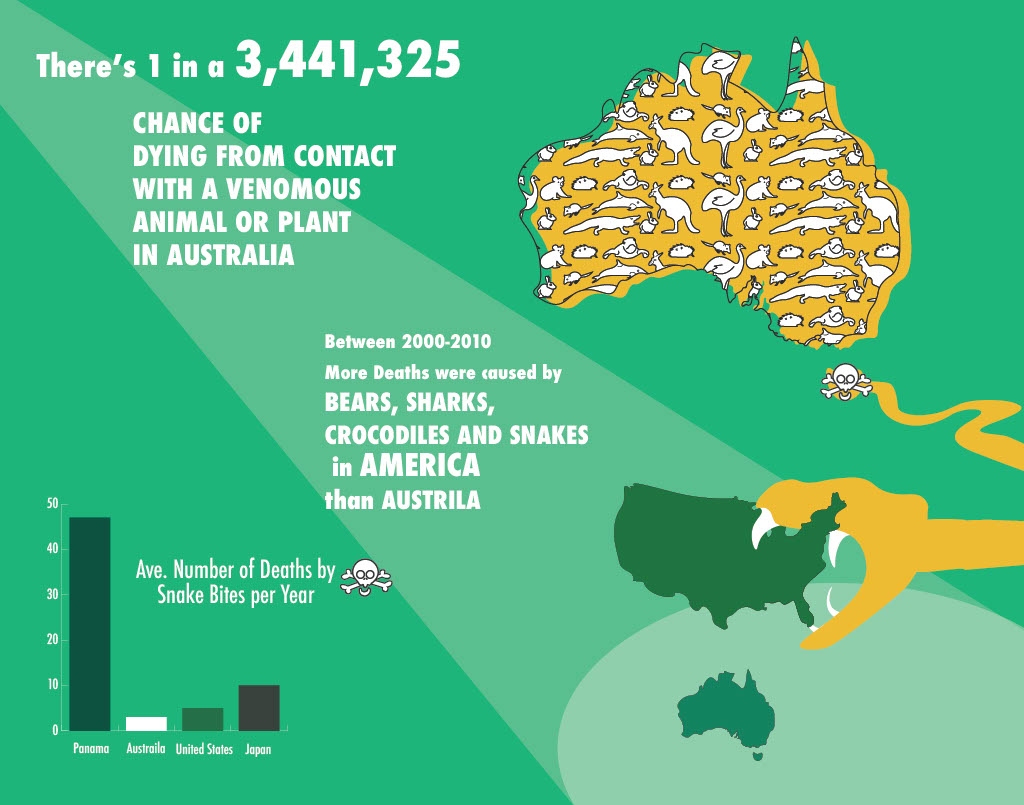 There's 1 in a 3,441,325
CHANCE OF
DYING FROM CONTACT
WITH A VENOMOUS
ANIMAL OR PLANT
IN AUSTRALIA
Between 2000-2010
More Deaths were caused by
BEARS, SHARKS,
CROCODILES AND SNAKES
in AMERICA
than AUSTRILA
Ave. Number of Deaths by
Snake Bites per Year
50
40
30
20
10
0
Panama Austraila United States Japan